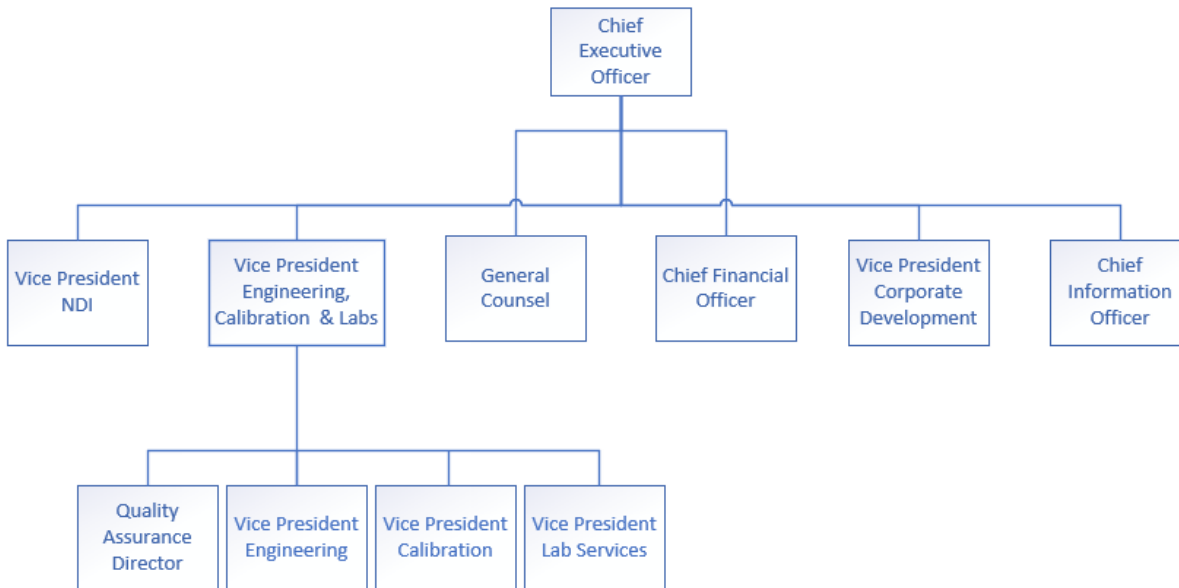 Chief
Executive
Officer
Vice President
NDI
Vice President
Engineering,
Calibration & Labs
General
Counsel
Chief Financial
Officer
Vice President
Corporate
Development
Chief
Information
Officer
Quality
Assurance
Director
Vice President
Engineering
Vice President
Calibration
Vice President
Lab Services